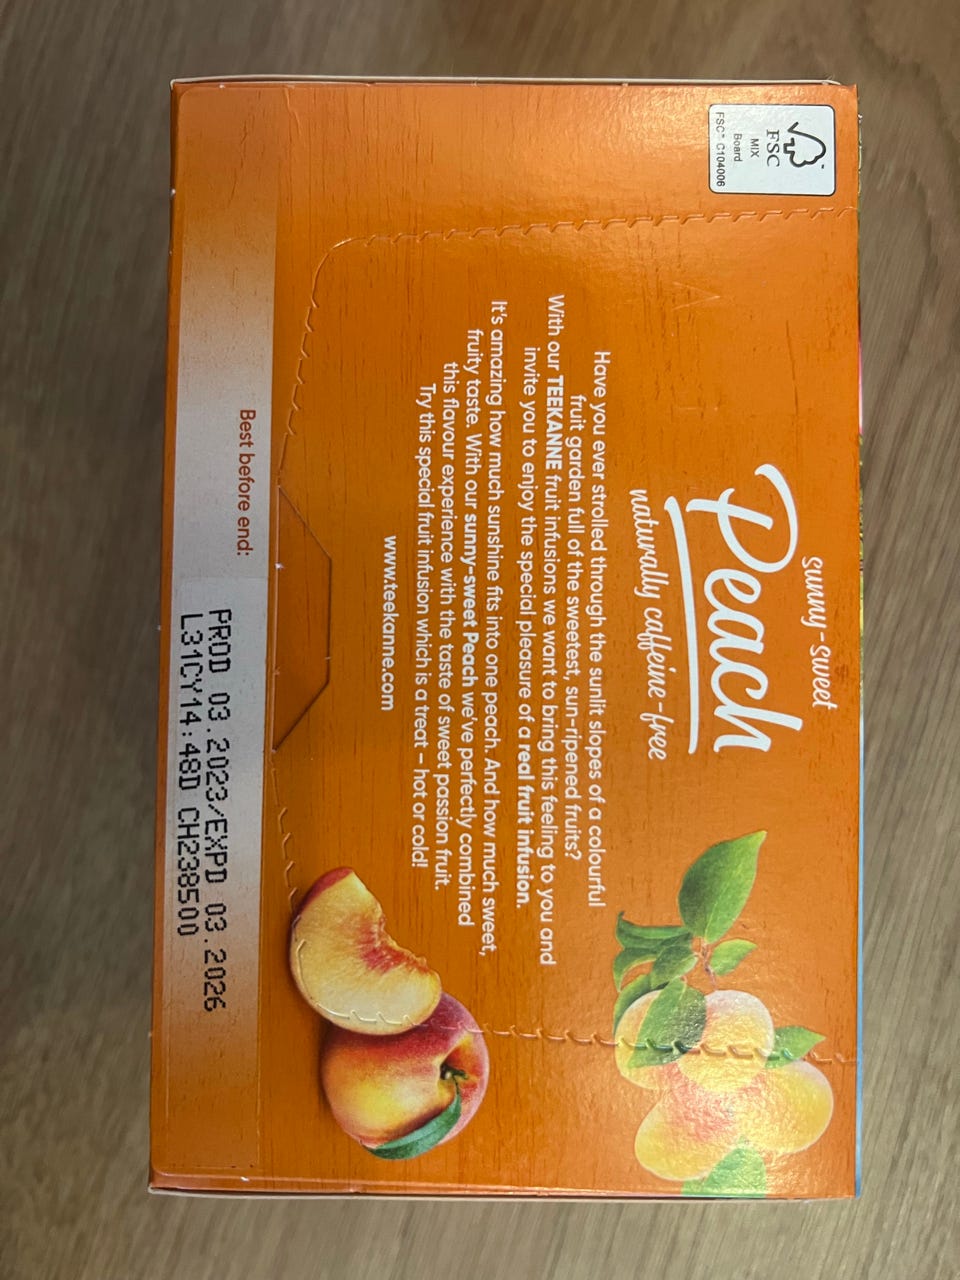 FSC
MIX
Board
FSC™ C104006
sunny-sweet
Peach
naturally caffeine-free
Have you ever strolled through the sunlit slopes of a colourful
fruit garden full of the sweetest, sun-ripened fruits?
With our TEEKANNE fruit infusions we want to bring this feeling to you and
invite you to enjoy the special pleasure of a real fruit infusion.
It's amazing how much sunshine fits into one peach. And how much sweet,
fruity taste. With our sunny-sweet Peach we've perfectly combined
this flavour experience with the taste of sweet passion fruit.
Try this special fruit infusion which is a treat – hot or cold!
www.teekanne.com
Best before end:
PROD 03.2023/EXPD 03.2026
L31CY14:48D CH238500